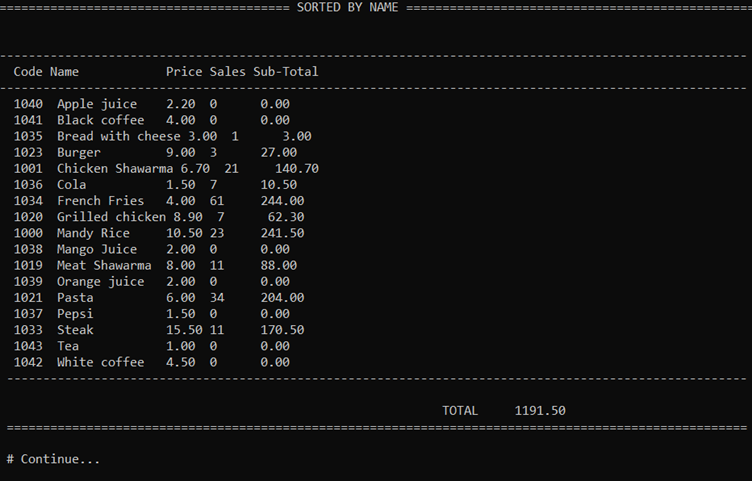 ======================================== SORTED BY NAME ================================================
------------------------------------------------------------------------------------------------------
Code Name            Price Sales Sub-Total
------------------------------------------------------------------------------------------------------
1040  Apple juice    2.20  0      0.00
1041  Black coffee   4.00  0      0.00
1035  Bread with cheese 3.00  1      3.00
1023  Burger         9.00  3      27.00
1001  Chicken Shawarma 6.70  21     140.70
1036  Cola           1.50  7      10.50
1034  French Fries   4.00  61     244.00
1020  Grilled chicken 8.90  7      62.30
1000  Mandy Rice     10.50 23     241.50
1038  Mango Juice    2.00  0      0.00
1019  Meat Shawarma  8.00  11     88.00
1039  Orange juice   2.00  0      0.00
1021  Pasta          6.00  34     204.00
1037  Pepsi          1.50  0      0.00
1033  Steak          15.50 11     170.50
1043  Tea            1.00  0      0.00
1042  White coffee   4.50  0      0.00
------------------------------------------------------------------------------------------------------
TOTAL     1191.50
======================================================================================================
# Continue...